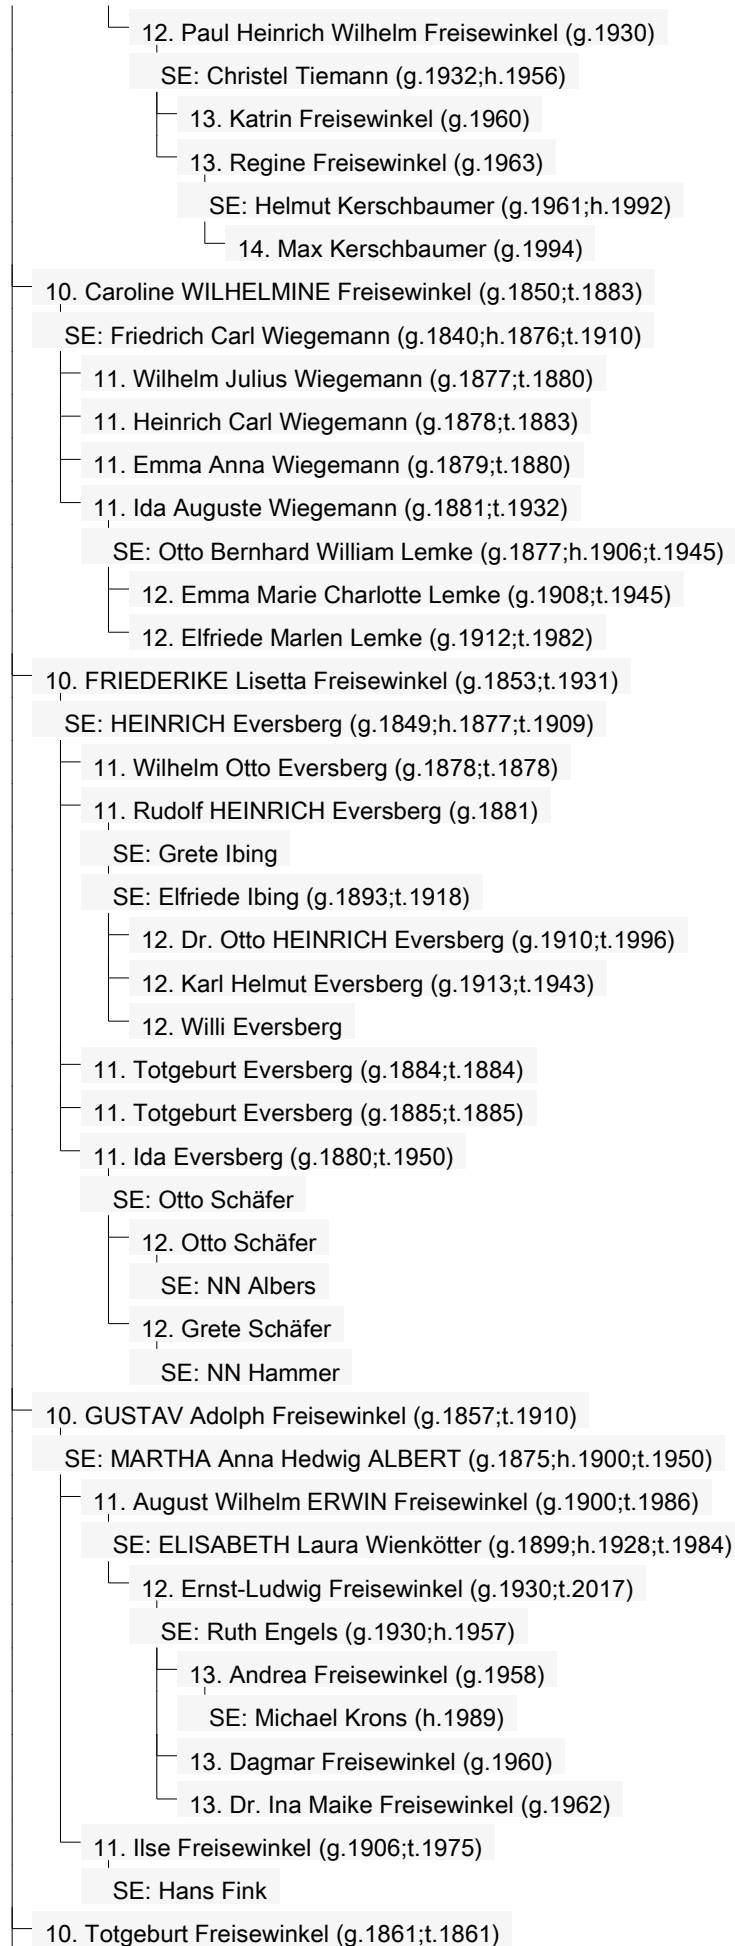 12. Paul Heinrich Wilhelm Freisewinkel (g.1930)
SE: Christel Tiemann (g.1932;h.1956)
13. Katrin Freisewinkel (g.1960)
13. Regine Freisewinkel (g.1963)
SE: Helmut Kerschbaumer (g.1961;h.1992)
14. Max Kerschbaumer (g.1994)
10. Caroline WILHELMINE Freisewinkel (g.1850;t.1883)
SE: Friedrich Carl Wiegemann (g.1840;h.1876;t.1910)
11. Wilhelm Julius Wiegemann (g.1877;t.1880)
11. Heinrich Carl Wiegemann (g.1878;t.1883)
11. Emma Anna Wiegemann (g.1879;t.1880)
11. Ida Auguste Wiegemann (g.1881;t.1932)
SE: Otto Bernhard William Lemke (g.1877;h.1906;t.1945)
12. Emma Marie Charlotte Lemke (g.1908;t.1945)
12. Elfriede Marlen Lemke (g.1912;t.1982)
10. FRIEDERIKE Lisetta Freisewinkel (g.1853;t.1931)
SE: HEINRICH Eversberg (g.1849;h.1877;t.1909)
11. Wilhelm Otto Eversberg (g.1878;t.1878)
11. Rudolf HEINRICH Eversberg (g.1881)
SE: Grete Ibing
SE: Elfriede Ibing (g.1893;t.1918)
12. Dr. Otto HEINRICH Eversberg (g.1910;t.1996)
12. Karl Helmut Eversberg (g.1913;t.1943)
12. Willi Eversberg
11. Totgeburt Eversberg (g.1884;t.1884)
11. Totgeburt Eversberg (g.1885;t.1885)
11. Ida Eversberg (g.1880;t.1950)
SE: Otto Schäfer
12. Otto Schäfer
SE: NN Albers
12. Grete Schäfer
SE: NN Hammer
10. GUSTAV Adolph Freisewinkel (g.1857;t.1910)
SE: MARTHA Anna Hedwig ALBERT (g.1875;h.1900;t.1950)
11. August Wilhelm ERWIN Freisewinkel (g.1900;t.1986)
SE: ELISABETH Laura Wienkötter (g.1899;h.1928;t.1984)
12. Ernst-Ludwig Freisewinkel (g.1930;t.2017)
SE: Ruth Engels (g.1930;h.1957)
13. Andrea Freisewinkel (g.1958)
SE: Michael Krons (h.1989)
13. Dagmar Freisewinkel (g.1960)
13. Dr. Ina Maike Freisewinkel (g.1962)
11. Ilse Freisewinkel (g.1906;t.1975)
SE: Hans Fink
10. Totgeburt Freisewinkel (g.1861;t.1861)